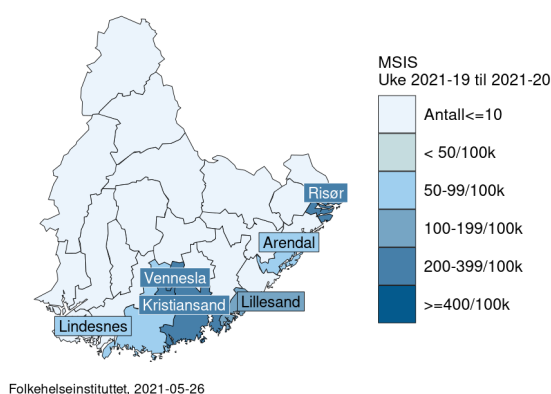 MSIS
Uke 2021-19 til 2021-20
Antall<=10
< 50/100k
50-99/100k
100-199/100k
200-399/100k
>=400/100k
Risør
Arendal
Vennesla
Kristiansand
Lillesand
Lindesnes
Folkehelseinstituttet, 2021-05-26